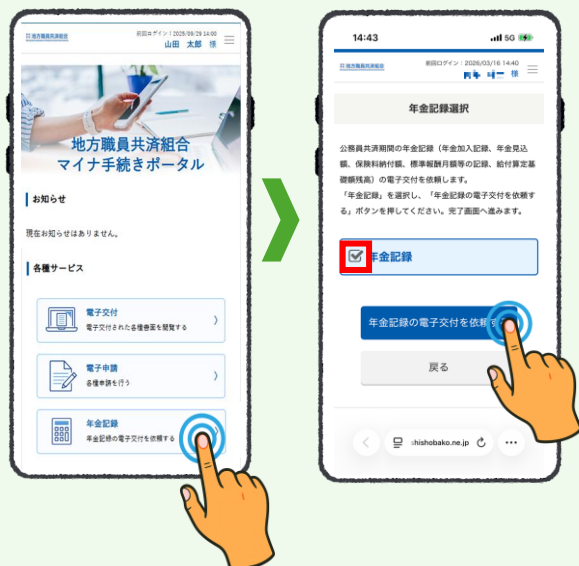 地方職員共済組合
前回ログイン：2026/06/29 14:00
山田 太郎 様
地方職員共済組合
マイナ手続きポータル
お知らせ
現在お知らせはありません。
各種サービス
電子交付
電子交付された各種書面を閲覧する
電子申請
各種申請を行う
年金記録
年金記録の電子交付を依頼する
14:43
5G
地方職員共済組合
前回ログイン：2026/03/16 14:40
様
年金記録選択
公務員共済期間の年金記録（年金加入記録、年金見込
額、保険料納付額、標準報酬月額等の記録、給付算定基
礎額残高）の電子交付を依頼します。
「年金記録」を選択し、「年金記録の電子交付を依頼す
る」ボタンを押してください。完了画面へ進みます。
年金記録
年金記録の電子交付を依頼す
戻る
shishobako.ne.jp